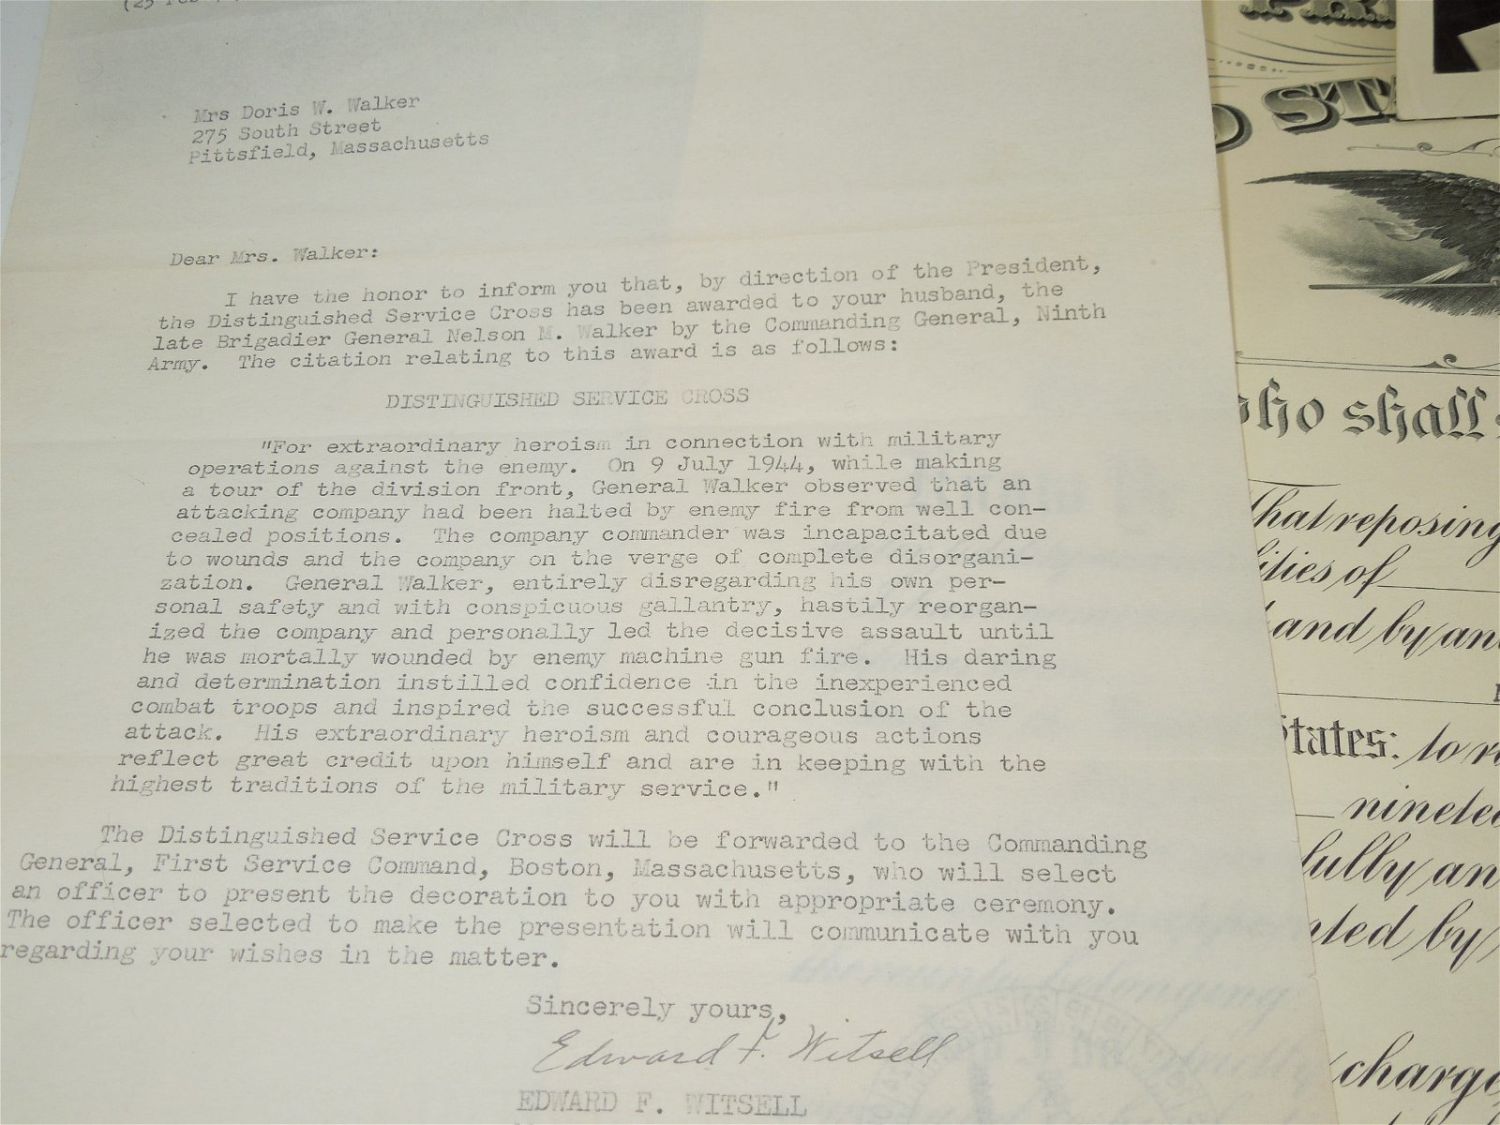 Mrs Doris W. Walker
275 South Street
Pittsfield, Massachusetts
Dear Mrs. Walker:
I have the honor to inform you that, by direction of the President,
the Distinguished Service Cross has been awarded to your husband, the
late Brigadier General Nelson M. Walker by the Commanding General, Ninth
Army. The citation relating to this award is as follows:
DISTINGUISHED SERVICE CROSS
"For extraordinary heroism in connection with military
operations against the enemy. On 9 July 1944, while making
a tour of the division front, General Walker observed that an
attacking company had been halted by enemy fire from well con-
cealed positions. The company commander was incapacitated due
to wounds and the company on the verge of complete disorgani-
zation. General Walker, entirely disregarding his own per-
sonal safety and with conspicuous gallantry, hastily reorgan-
ized the company and personally led the decisive assault until
he was mortally wounded by enemy machine gun fire. His daring
and determination instilled confidence in the inexperienced
combat troops and inspired the successful conclusion of the
attack. His extraordinary heroism and courageous actions
reflect great credit upon himself and are in keeping with the
highest traditions of the military service."
The Distinguished Service Cross will be forwarded to the Commanding
General, First Service Command, Boston, Massachusetts, who will select
an officer to present the decoration to you with appropriate ceremony.
The officer selected to make the presentation will communicate with you
regarding your wishes in the matter.
Sincerely yours,
Edward F. Witsell
EDWARD F. WITSELL
who shall
That reposing
of
and by
States: to
fully
by
charge